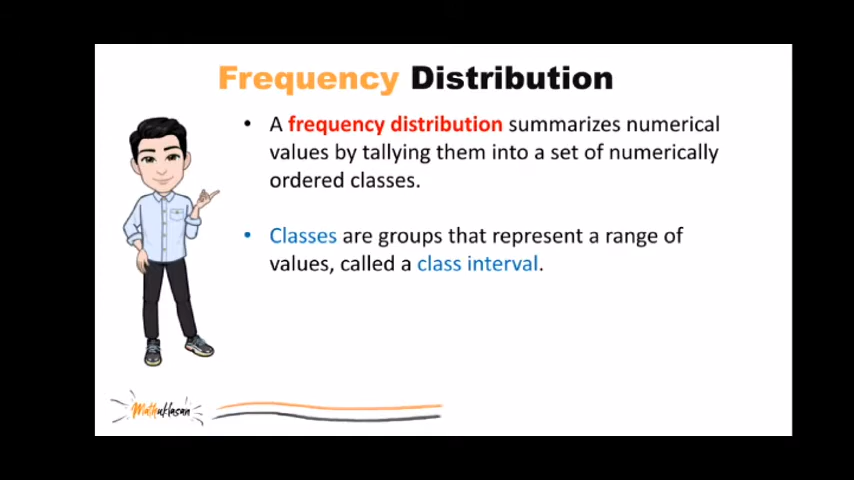 Frequency Distribution
• A frequency distribution summarizes numerical
values by tallying them into a set of numerically
ordered classes.
• Classes are groups that represent a range of
values, called a class interval.
Mathuklasan